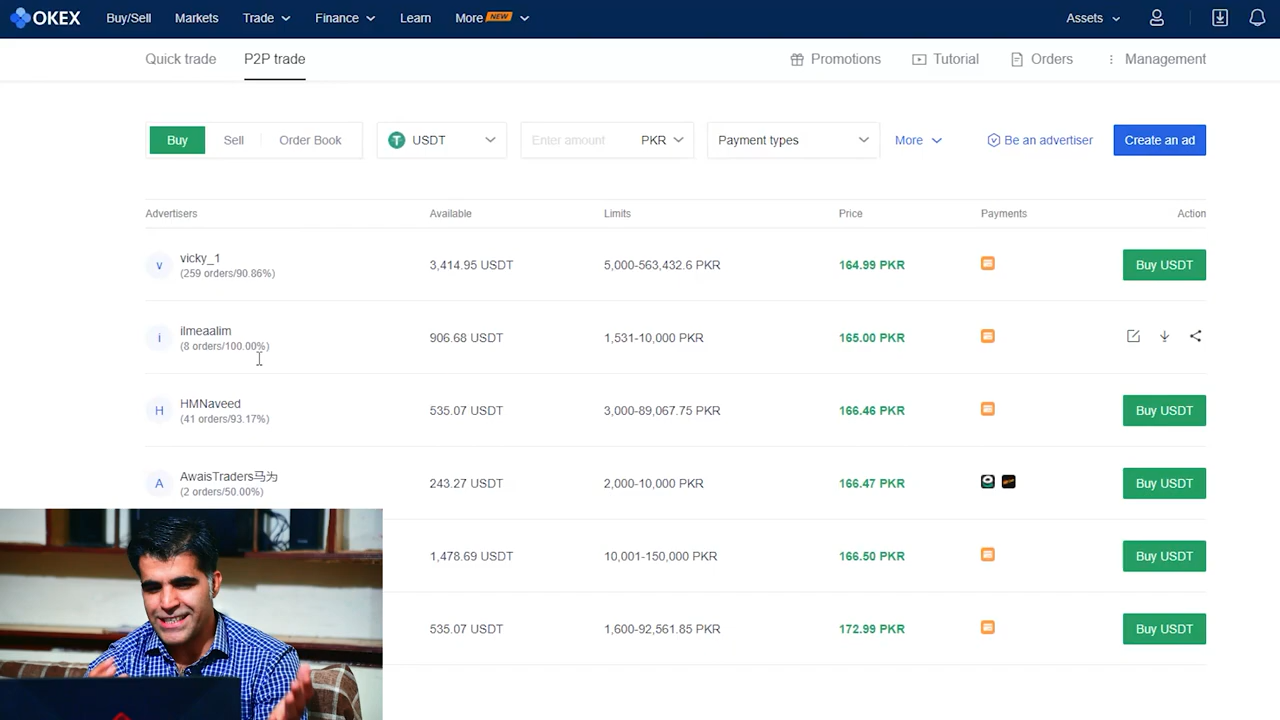 OKEX Buy/Sell Markets Trade Finance Learn More NEW Assets
Quick trade P2P trade Promotions Tutorial Orders Management
Buy Sell Order Book USDT Enter amount PKR Payment types More Be an advertiser Create an ad
Advertisers Available Limits Price Payments Action
v vicky_1
(259 orders/90.86%) 3,414.95 USDT 5,000-563,432.6 PKR 164.99 PKR Buy USDT
i ilmeaalim
(8 orders/100.00%) 906.68 USDT 1,531-10,000 PKR 165.00 PKR
H HMNaveed
(41 orders/93.17%) 535.07 USDT 3,000-89,067.75 PKR 166.46 PKR Buy USDT
A AwaisTraders马为
(2 orders/50.00%) 243.27 USDT 2,000-10,000 PKR 166.47 PKR Buy USDT
1,478.69 USDT 10,001-150,000 PKR 166.50 PKR Buy USDT
535.07 USDT 1,600-92,561.85 PKR 172.99 PKR Buy USDT